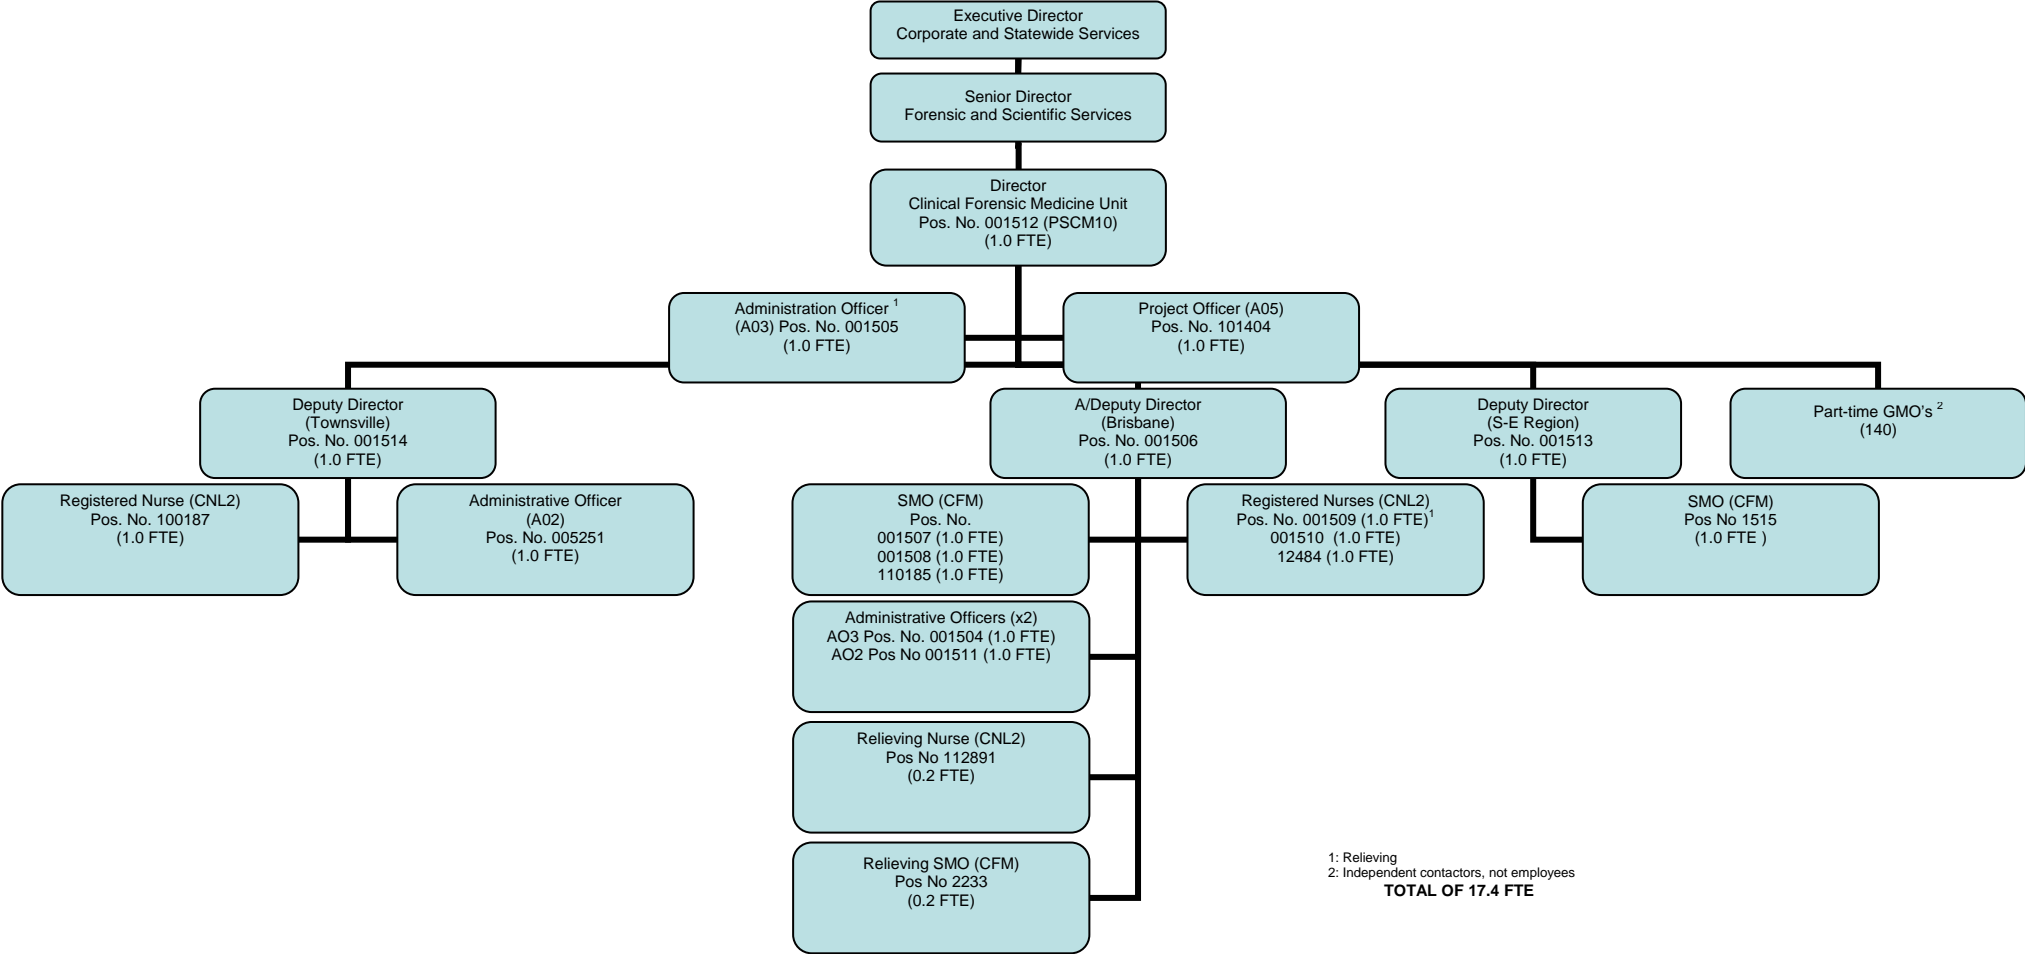 Executive Director
Corporate and Statewide Services
Senior Director
Forensic and Scientific Services
Director
Clinical Forensic Medicine Unit
Pos. No. 001512 (PSCM10)
(1.0 FTE)
Administration Officer ¹
(A03) Pos. No. 001505
(1.0 FTE)
Project Officer (A05)
Pos. No. 101404
(1.0 FTE)
Deputy Director
(Townsville)
Pos. No. 001514
(1.0 FTE)
A/Deputy Director
(Brisbane)
Pos. No. 001506
(1.0 FTE)
Deputy Director
(S-E Region)
Pos. No. 001513
(1.0 FTE)
Part-time GMO's ²
(140)
Registered Nurse (CNL2)
Pos. No. 100187
(1.0 FTE)
Administrative Officer
(A02)
Pos. No. 005251
(1.0 FTE)
SMO (CFM)
Pos. No.
001507 (1.0 FTE)
001508 (1.0 FTE)
110185 (1.0 FTE)
Registered Nurses (CNL2)
Pos. No. 001509 (1.0 FTE)¹
001510 (1.0 FTE)
12484 (1.0 FTE)
SMO (CFM)
Pos No 1515
(1.0 FTE )
Administrative Officers (x2)
AO3 Pos. No. 001504 (1.0 FTE)
AO2 Pos No 001511 (1.0 FTE)
Relieving Nurse (CNL2)
Pos No 112891
(0.2 FTE)
Relieving SMO (CFM)
Pos No 2233
(0.2 FTE)
1: Relieving
2: Independent contactors, not employees
TOTAL OF 17.4 FTE